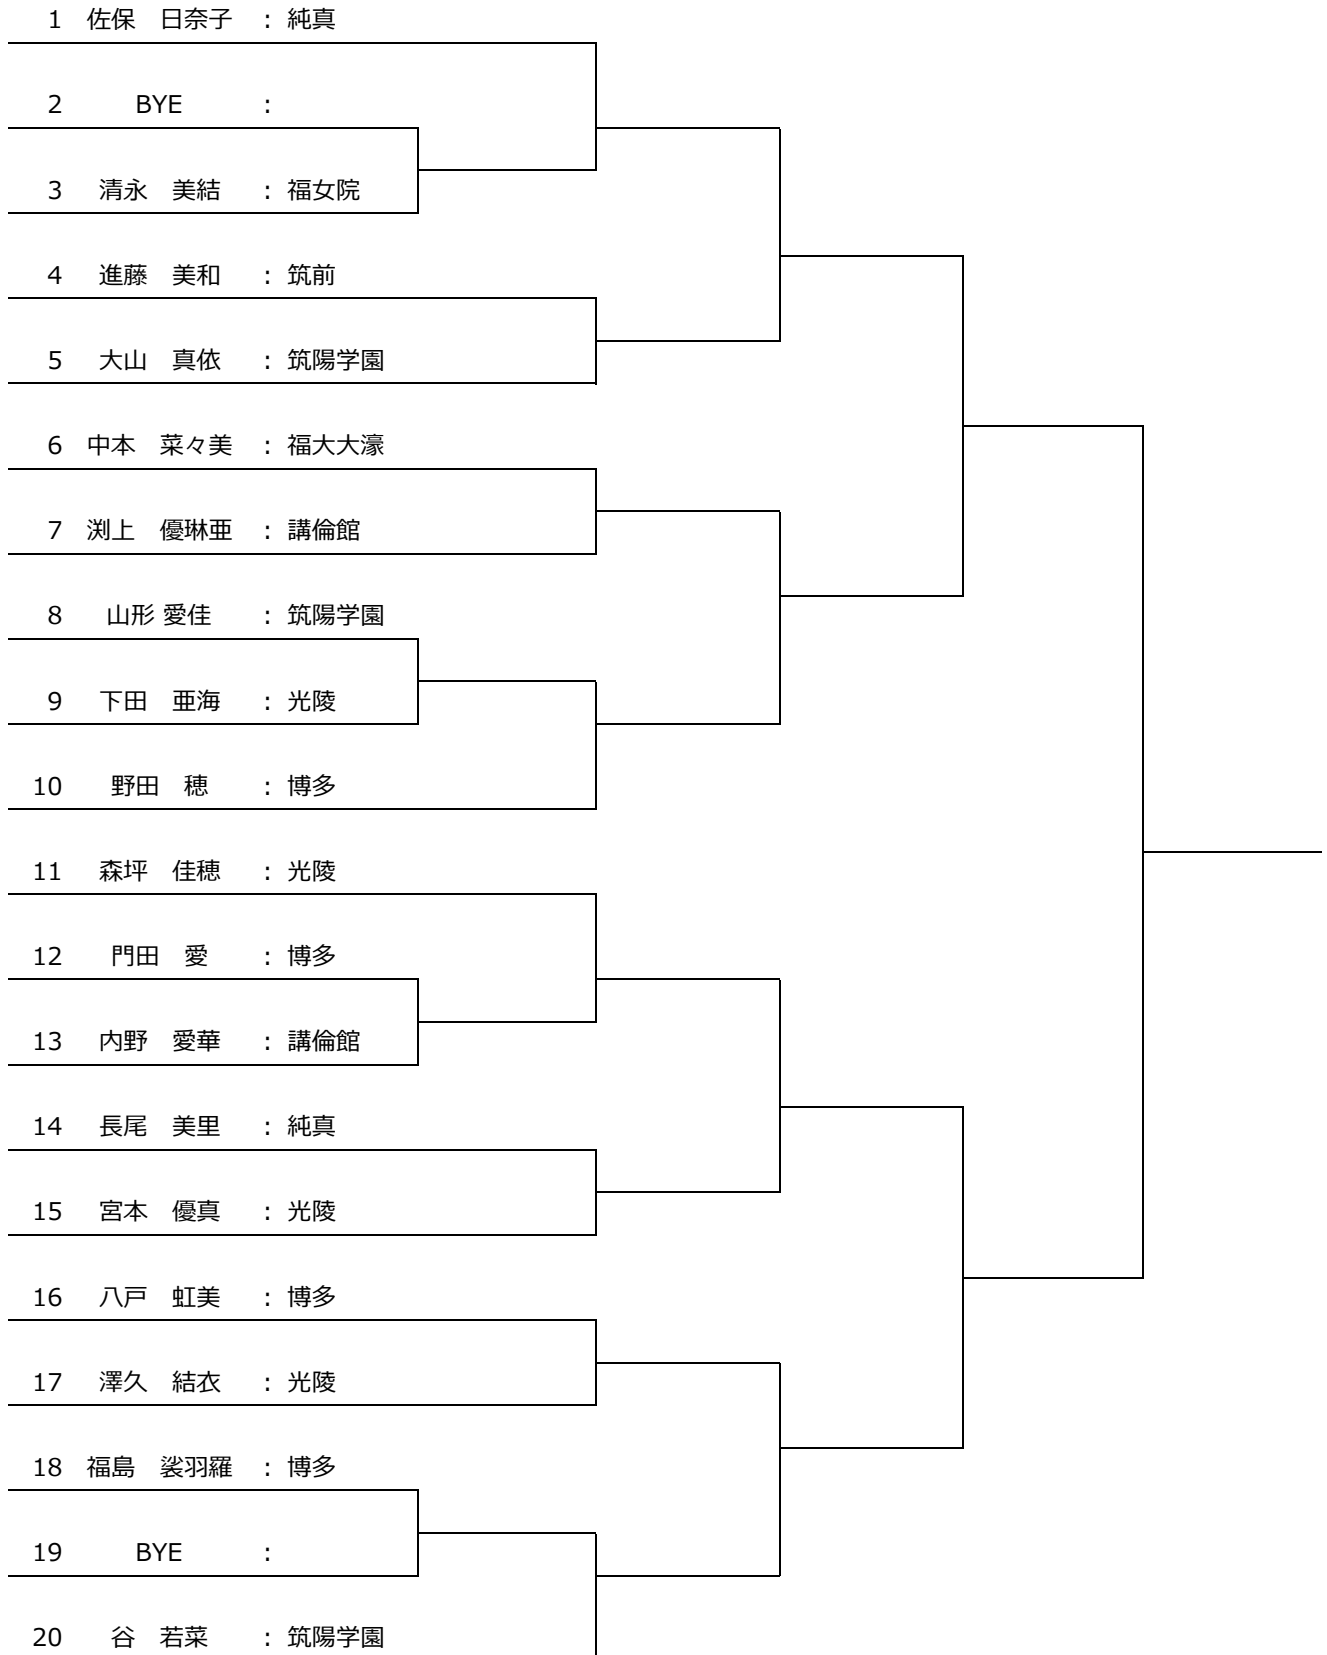 1 佐保　日奈子 : 純真
2 BYE :
3 清永　美結 : 福女院
4 進藤　美和 : 筑前
5 大山　真依 : 筑陽学園
6 中本　菜々美 : 福大大濠
7 渕上　優琳亜 : 講倫館
8 山形 愛佳 : 筑陽学園
9 下田　亜海 : 光陵
10 野田　穂 : 博多
11 森坪　佳穂 : 光陵
12 門田　愛 : 博多
13 内野　愛華 : 講倫館
14 長尾　美里 : 純真
15 宮本　優真 : 光陵
16 八戸　虹美 : 博多
17 澤久　結衣 : 光陵
18 福島　裟羽羅 : 博多
19 BYE :
20 谷　若菜 : 筑陽学園